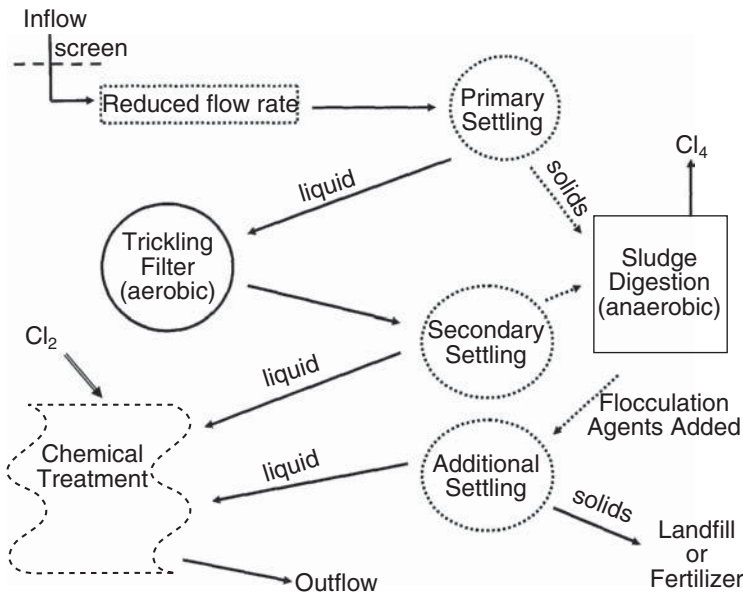 Inflow
screen
Reduced flow rate
Primary
Settling
Cl₄
liquid
solids
Trickling
Filter
(aerobic)
Sludge
Digestion
(anaerobic)
Secondary
Settling
Cl₂
liquid
Flocculation
Agents Added
Chemical
Treatment
liquid
Additional
Settling
solids
Landfill
or
Fertilizer
Outflow